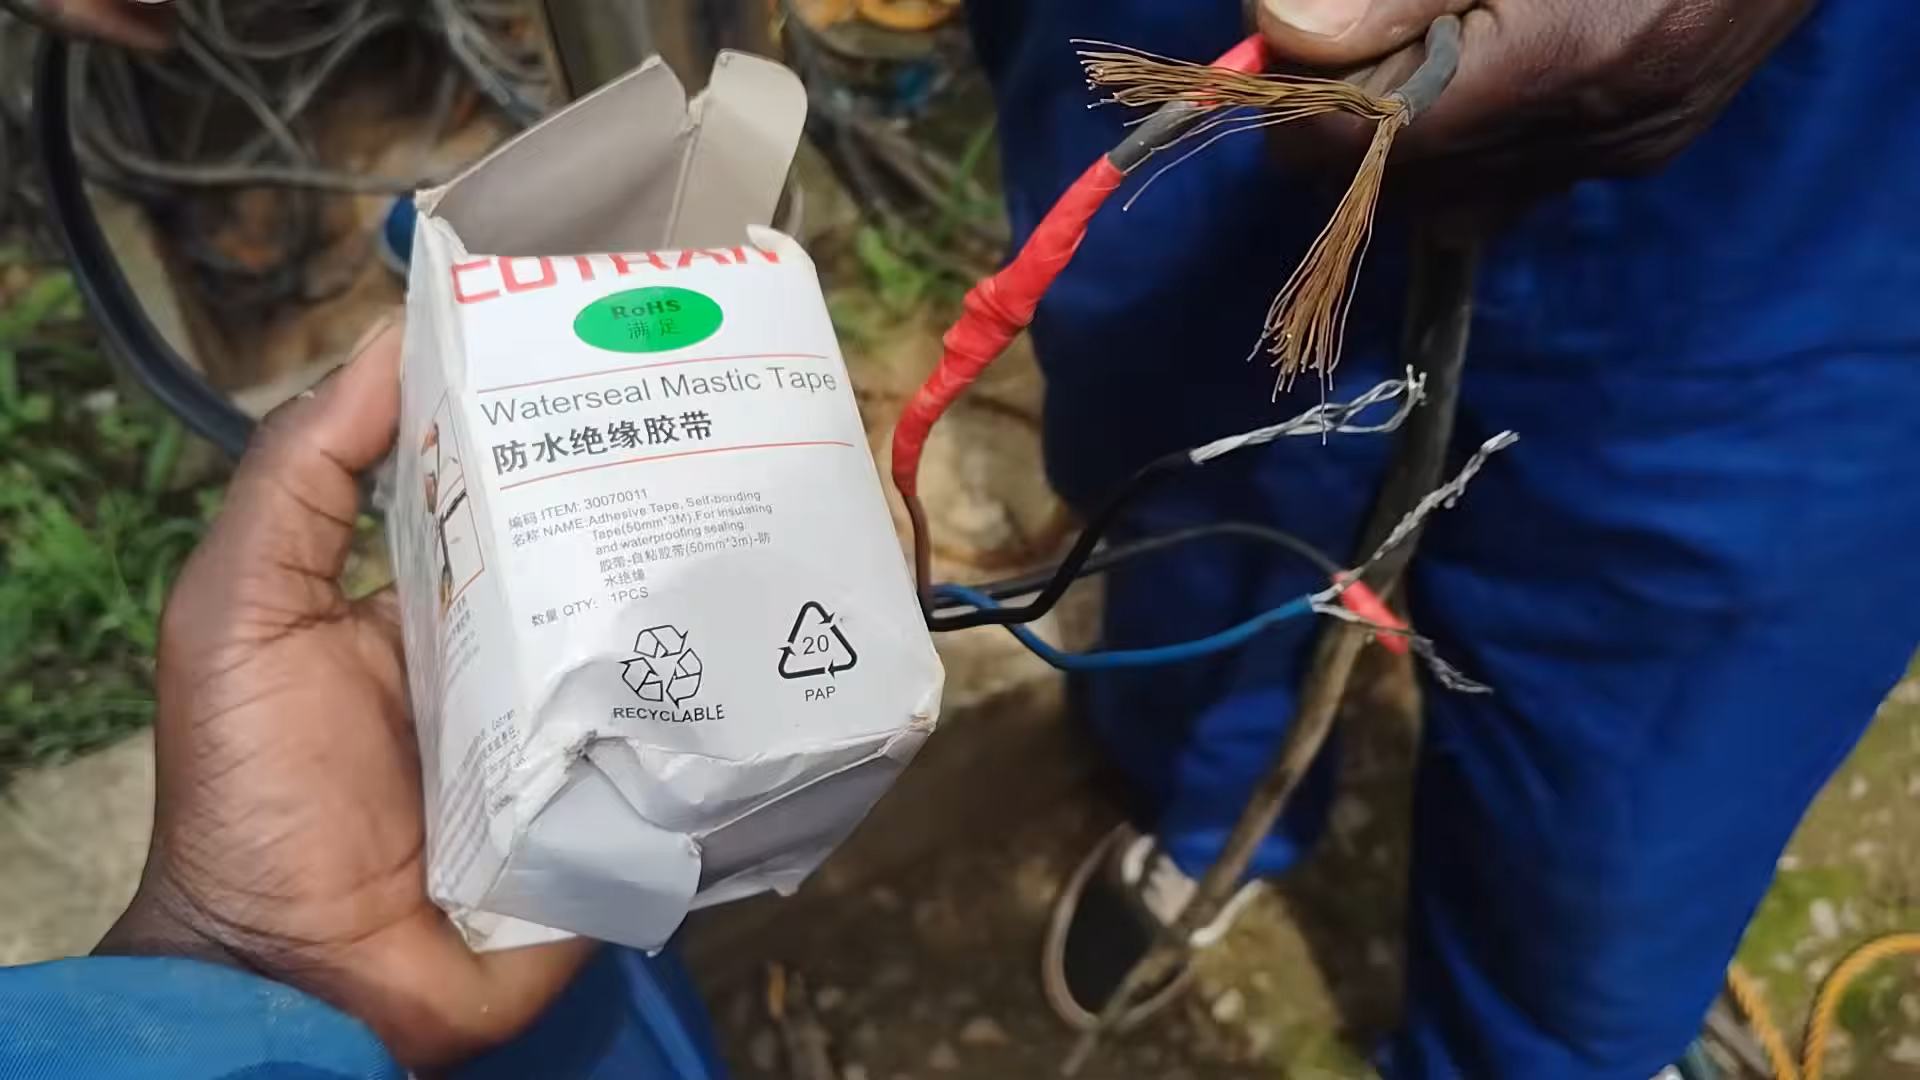 COTRAN
RoHS
满足
Waterseal Mastic Tape
防水绝缘胶带
编码 ITEM: 30070011
名称 NAME:Adhesive Tape, Self-bonding
Tape(50mm*3M),For insulating
and waterproofing sealing
胶带-自粘胶带(50mm*3m)-防
水绝缘
数量 QTY: 1PCS
20
RECYCLABLE
PAP